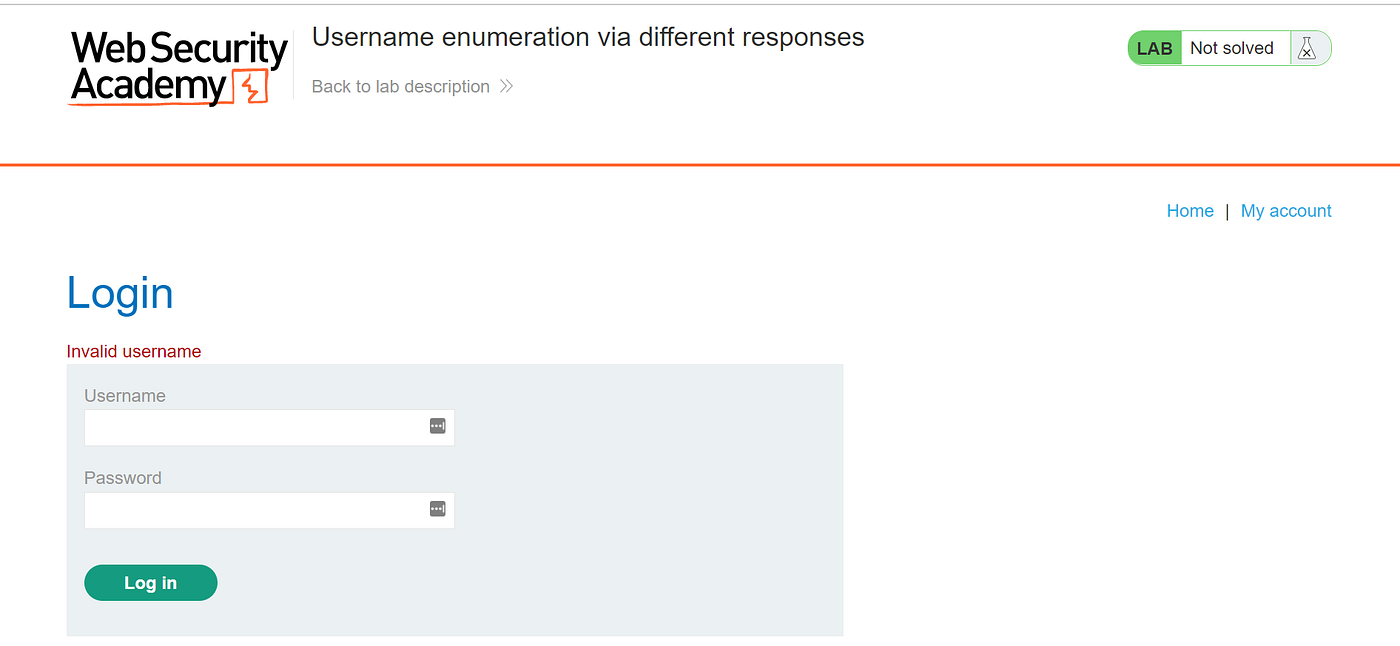 Web Security
Academy
Username enumeration via different responses
Back to lab description
LAB Not solved
Home | My account
Login
Invalid username
Username
Password
Log in